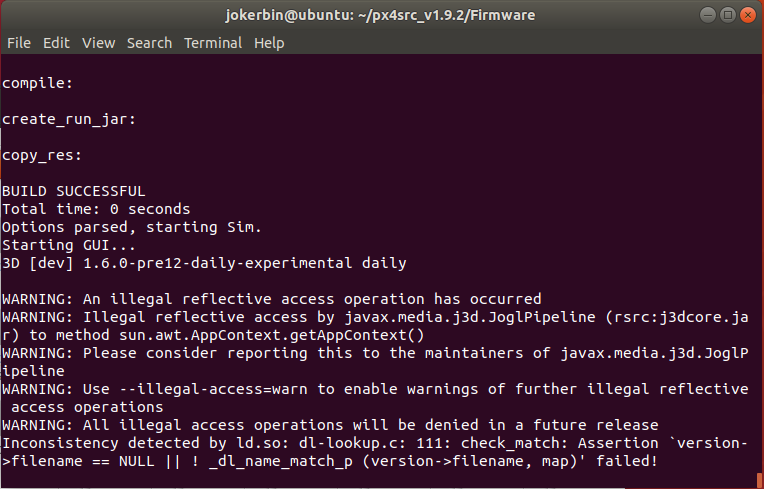 jokerbin@ubuntu: ~/px4src_v1.9.2/Firmware
File Edit View Search Terminal Help
compile:
create_run_jar:
copy_res:
BUILD SUCCESSFUL
Total time: 0 seconds
Options parsed, starting Sim.
Starting GUI...
3D [dev] 1.6.0-pre12-daily-experimental daily
WARNING: An illegal reflective access operation has occurred
WARNING: Illegal reflective access by javax.media.j3d.JoglPipeline (rsrc:j3dcore.ja
r) to method sun.awt.AppContext.getAppContext()
WARNING: Please consider reporting this to the maintainers of javax.media.j3d.JoglP
ipeline
WARNING: Use --illegal-access=warn to enable warnings of further illegal reflective
 access operations
WARNING: All illegal access operations will be denied in a future release
Inconsistency detected by ld.so: dl-lookup.c: 111: check_match: Assertion `version-
>filename == NULL || ! _dl_name_match_p (version->filename, map)' failed!